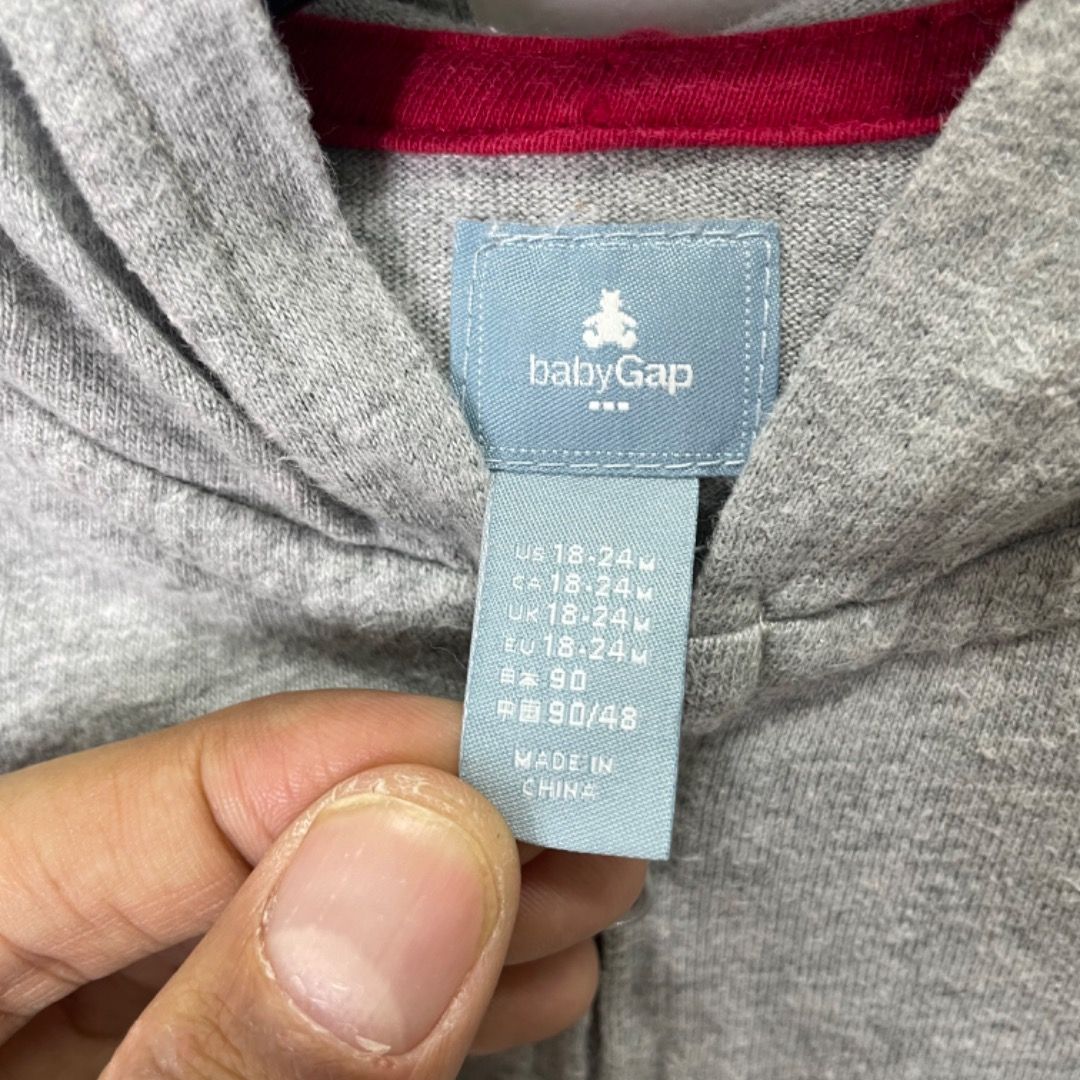 babyGap
US 18-24 M
CA 18-24 M
UK 18-24 M
EU 18-24 M
日本 90
中国 90/48
MADE IN
CHINA